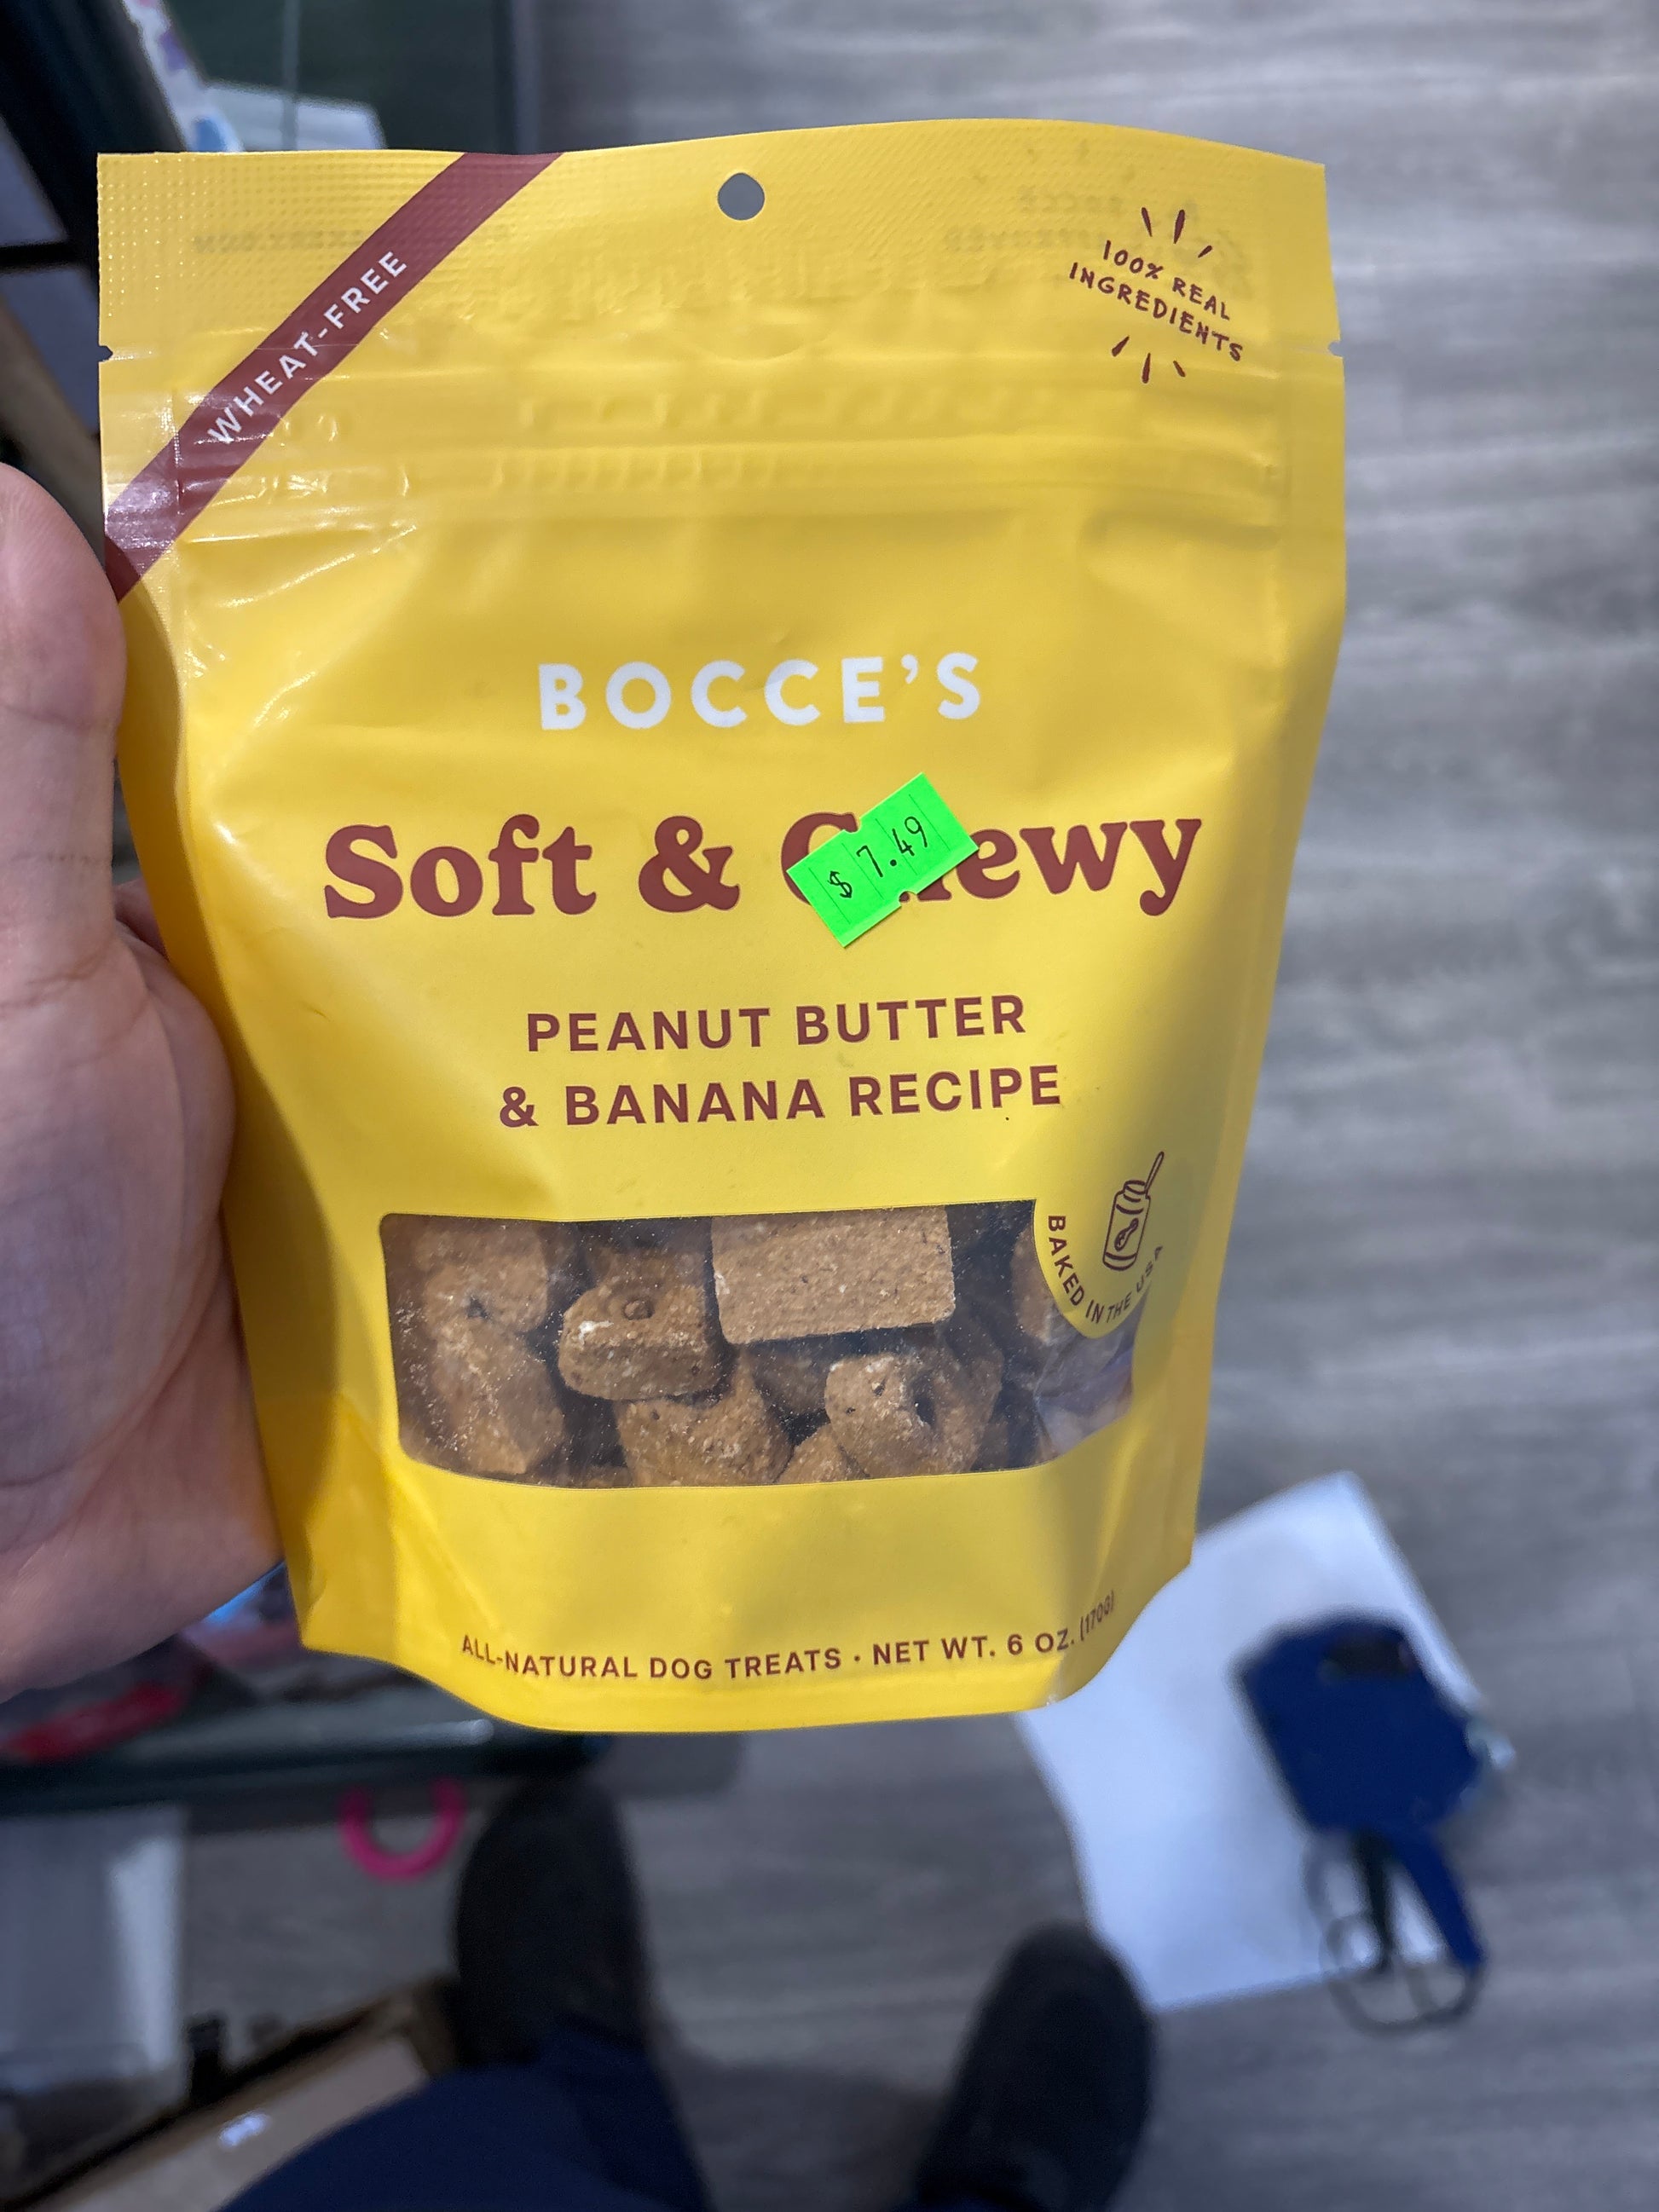 WHEAT-FREE
100% REAL
INGREDIENTS
BOCCE'S
Soft & C ewy
$ 7.49
PEANUT BUTTER
& BANANA RECIPE
BAKED IN THE USA
ALL-NATURAL DOG TREATS · NET WT. 6 OZ. (170G)